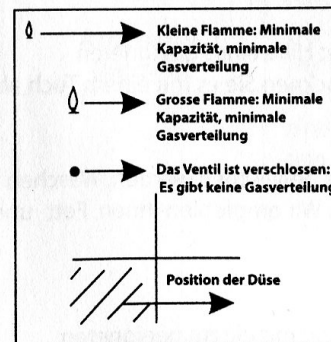 Kleine Flamme: Minimale
Kapazität, minimale
Gasverteilung
Grosse Flamme: Minimale
Kapazität, minimale
Gasverteilung
Das Ventil ist verschlossen:
Es gibt keine Gasverteilung
Position der Düse